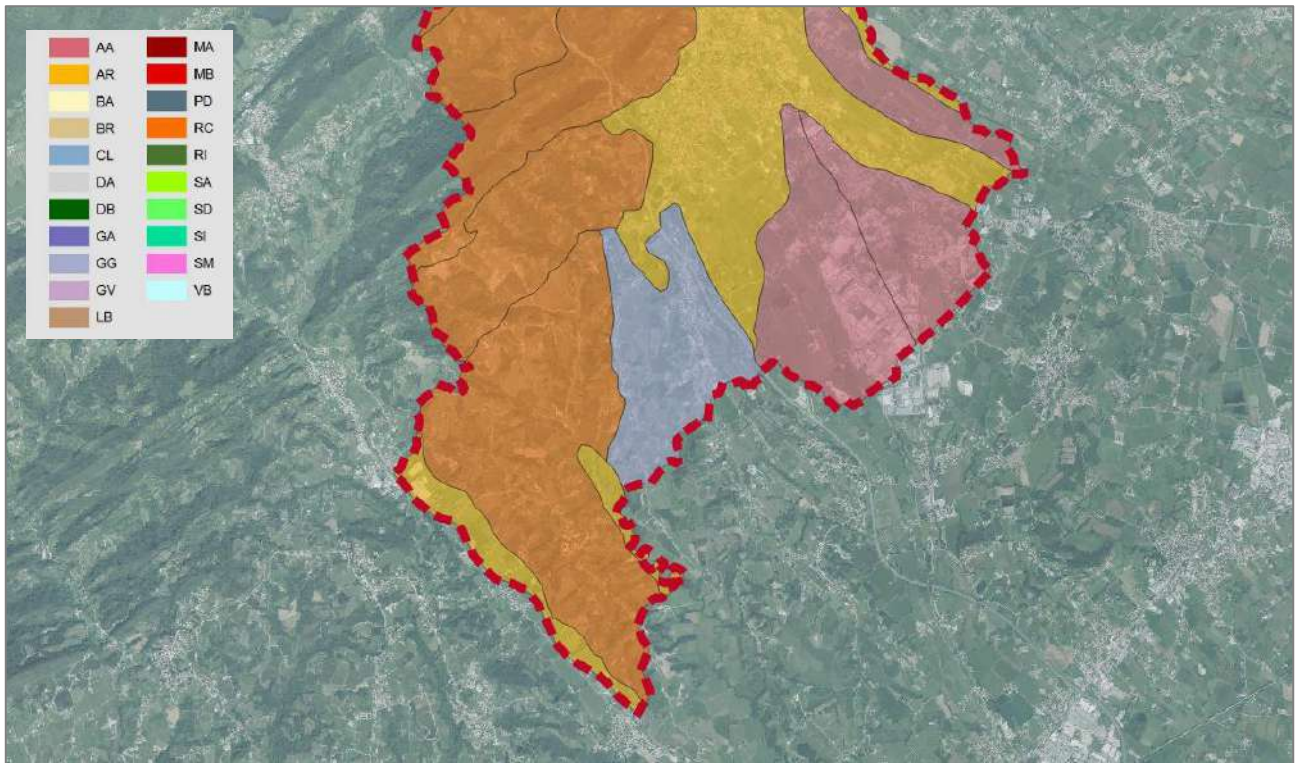 AA MA
AR MB
BA PD
BR RC
CL RI
DA SA
DB SD
GA SI
GG SM
GV VB
LB